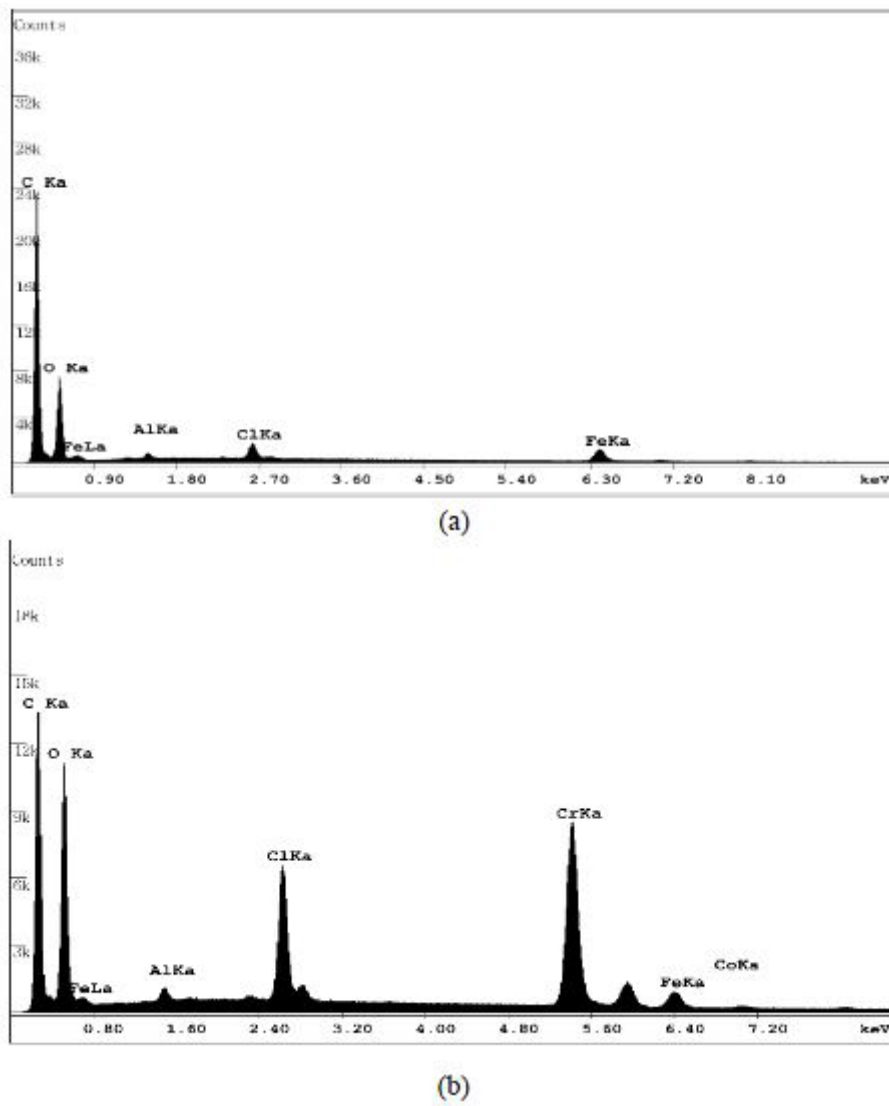 Counts
36k
32k
28k
C Ka
24k
20k
16k
12k
O Ka
8k
AlKa
4k
ClKa
FeLa
FeKa
0.90 1.80 2.70 3.60 4.50 5.40 6.30 7.20 8.10 keV
(a)
Counts
18k
15k
C Ka
12k
O Ka
9k
CrKa
ClKa
6k
3k
AlKa
CoKa
FeLa
FeKa
0.80 1.60 2.40 3.20 4.00 4.80 5.60 6.40 7.20 keV
(b)